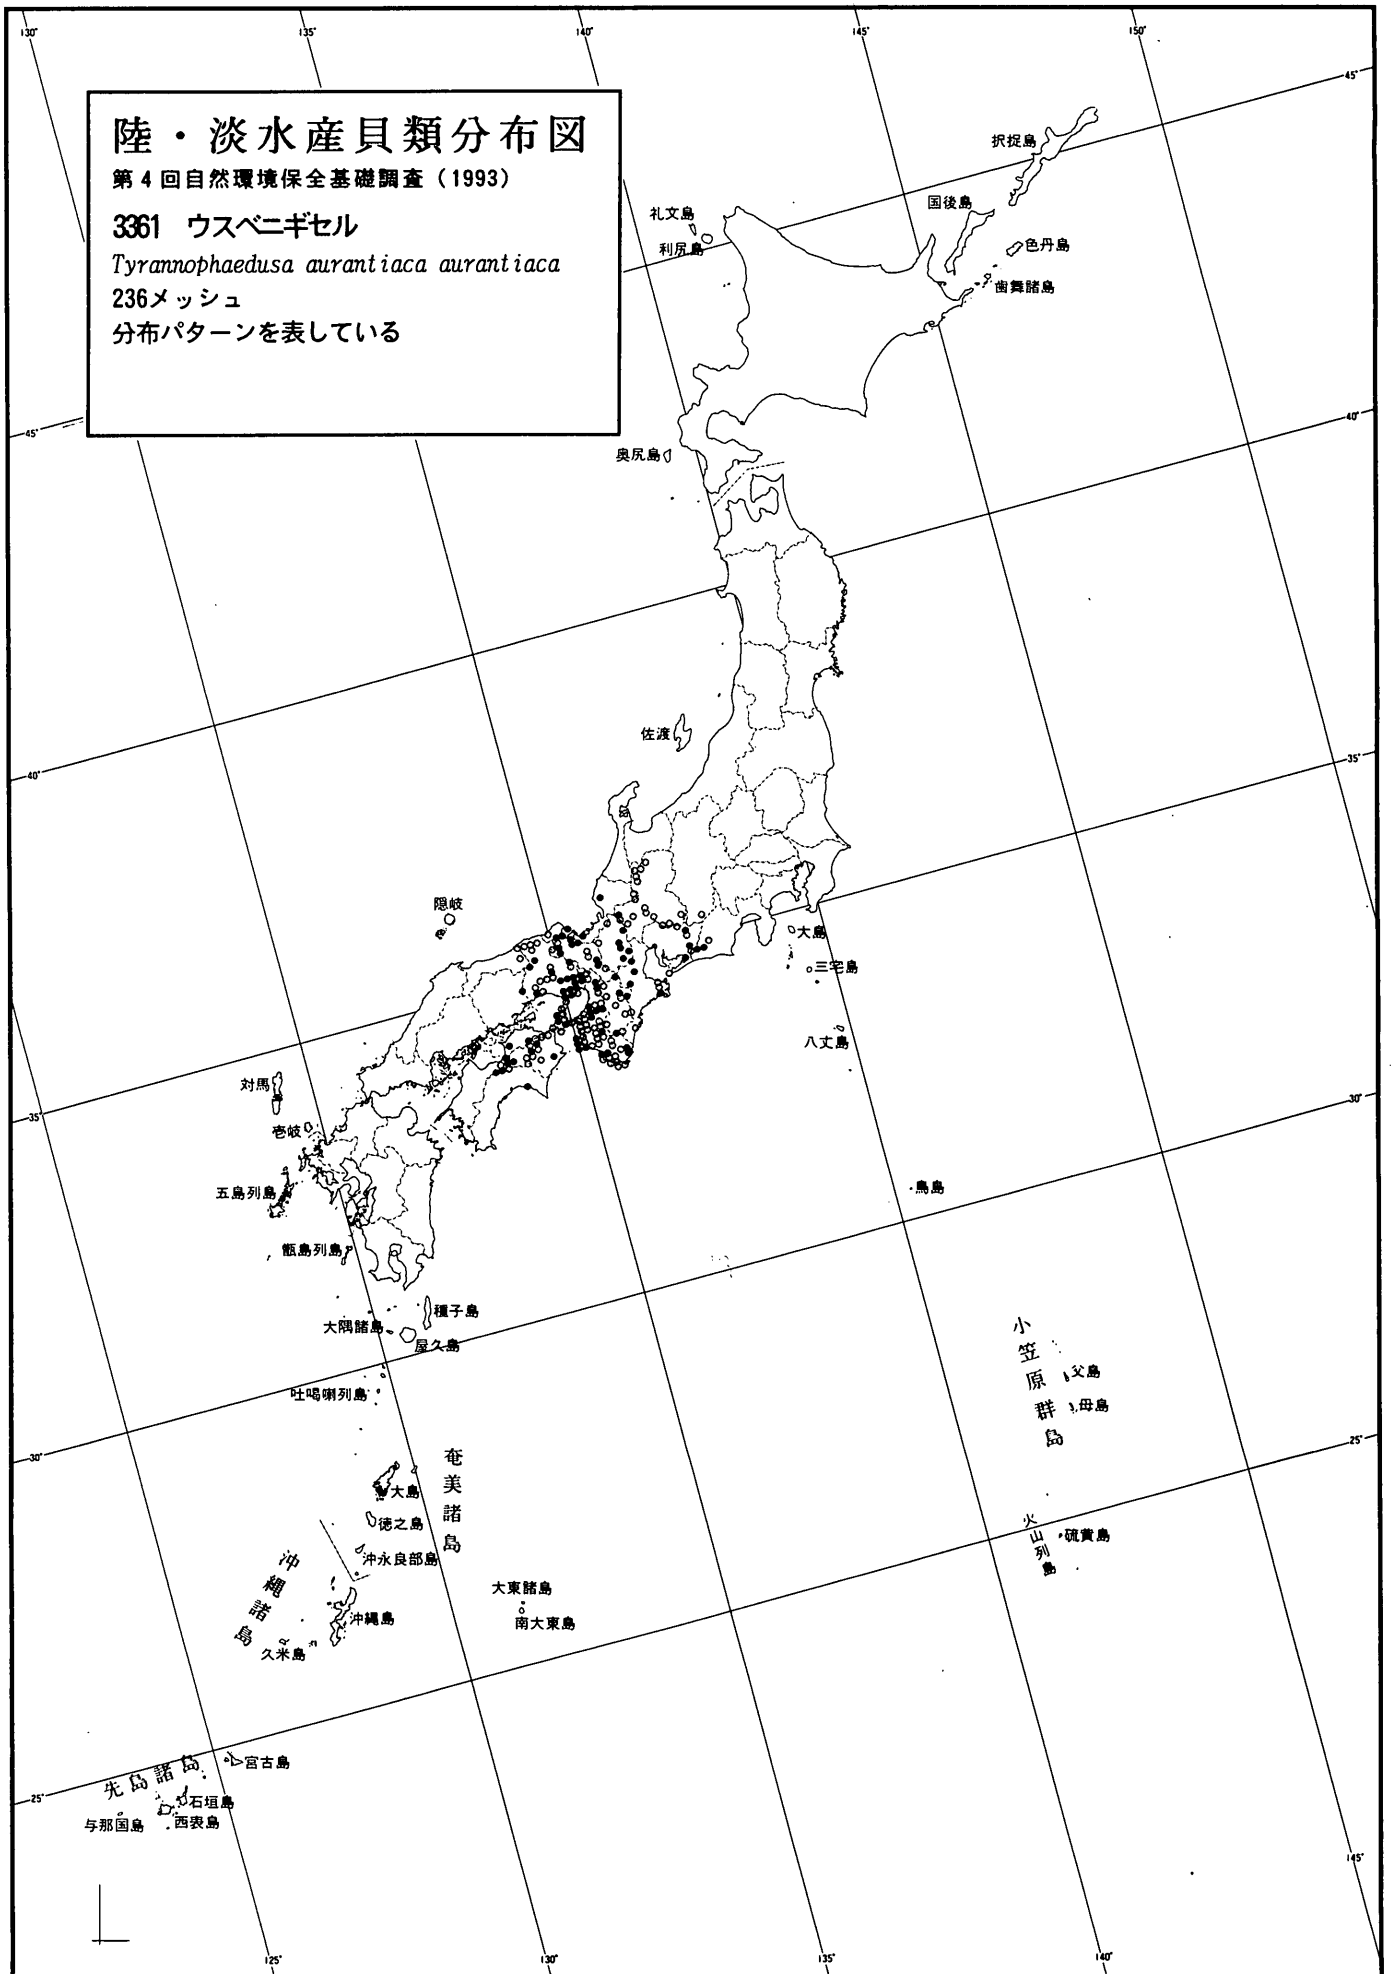 130°
135°
140°
145°
150°
45°
陸・淡水産貝類分布図
第4回自然環境保全基礎調査（1993）
3361　ウスベニギセル
Tyrannophaedusa aurantiaca aurantiaca
236メッシュ
分布パターンを表している
択捉島
国後島
礼文島
利尻島
色丹島
歯舞諸島
45°
40°
奥尻島
佐渡
40°
35°
隠岐
大島
三宅島
八丈島
対馬
35°
壱岐
30°
五島列島
鳥島
甑島列島
種子島
大隅諸島
屋久島
吐喝喇列島
小笠原群島
父島
母島
25°
30°
奄美諸島
大島
徳之島
沖永良部島
火山列島
硫黄島
沖縄諸島
沖縄島
久米島
大東諸島
南大東島
宮古島
先島諸島
25°
石垣島
与那国島
西表島
145°
125°
130°
135°
140°